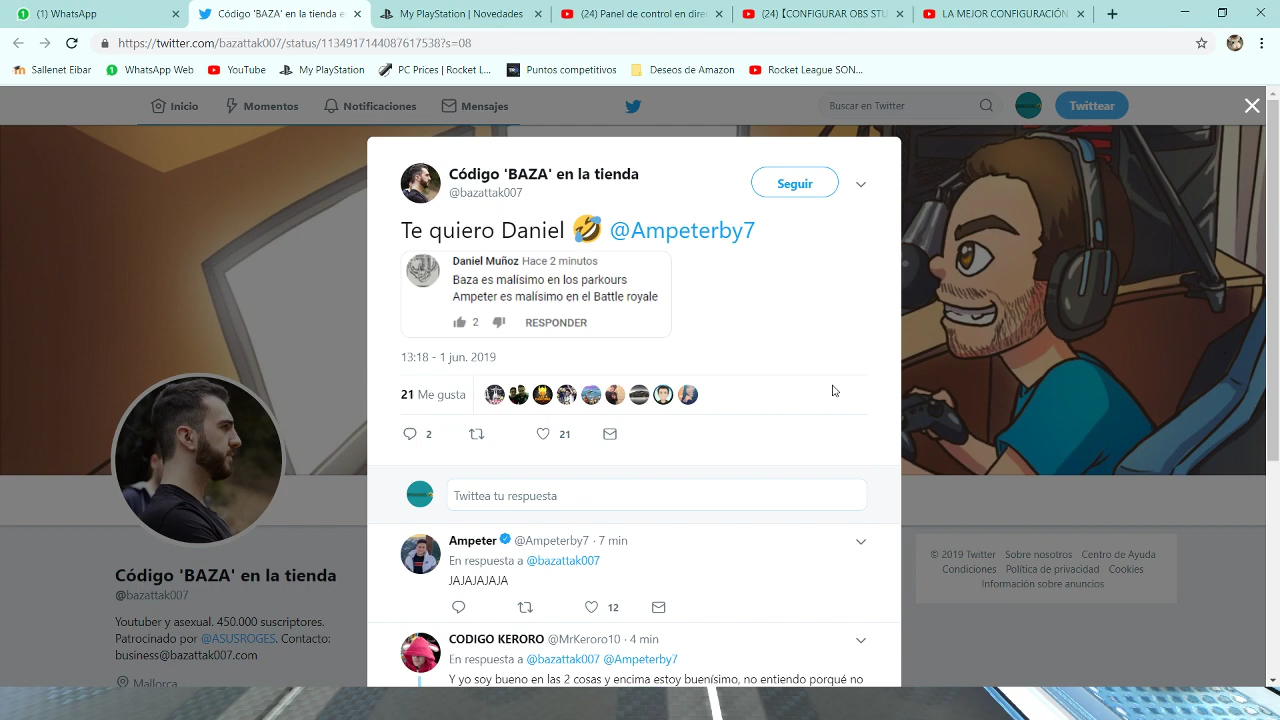 (1) WhatsApp
Código 'BAZA' en la tienda e
My PlayStation | Novedades
(24) Panel de control en dire
(24)【CONFIGURAR OBS STU
LA MEJOR CONFIGURACIÓN
https://twitter.com/bazattak007/status/1134917144087617538?s=08
Sallenet Eibar
WhatsApp Web
YouTube
My PlayStation
PC Prices | Rocket L...
Puntos competitivos
Deseos de Amazon
Rocket League SON...
Inicio
Momentos
Notificaciones
Mensajes
Buscar en Twitter
Twittear
Código 'BAZA' en la tienda
@bazattak007
Seguir
Te quiero Daniel 🤣 @Ampeterby7
Daniel Muñoz Hace 2 minutos
Baza es malísimo en los parkours
Ampeter es malísimo en el Battle royale
2 RESPONDER
13:18 - 1 jun. 2019
21 Me gusta
2 21
Twittea tu respuesta
Ampeter @Ampeterby7 · 7 min
En respuesta a @bazattak007
JAJAJAJAJA
12
CODIGO KERORO @MrKeroro10 · 4 min
En respuesta a @bazattak007 @Ampeterby7
Y yo soy bueno en las 2 cosas y encima estoy buenísimo, no entiendo porqué no
Código 'BAZA' en la tienda
@bazattak007
Youtuber y asexual. 450.000 suscriptores.
Patrocinado por @ASUSROGES. Contacto:
business@bazatak007.com
Mallorca
© 2019 Twitter Sobre nosotros Centro de Ayuda
Condiciones Política de privacidad Cookies
Información sobre anuncios